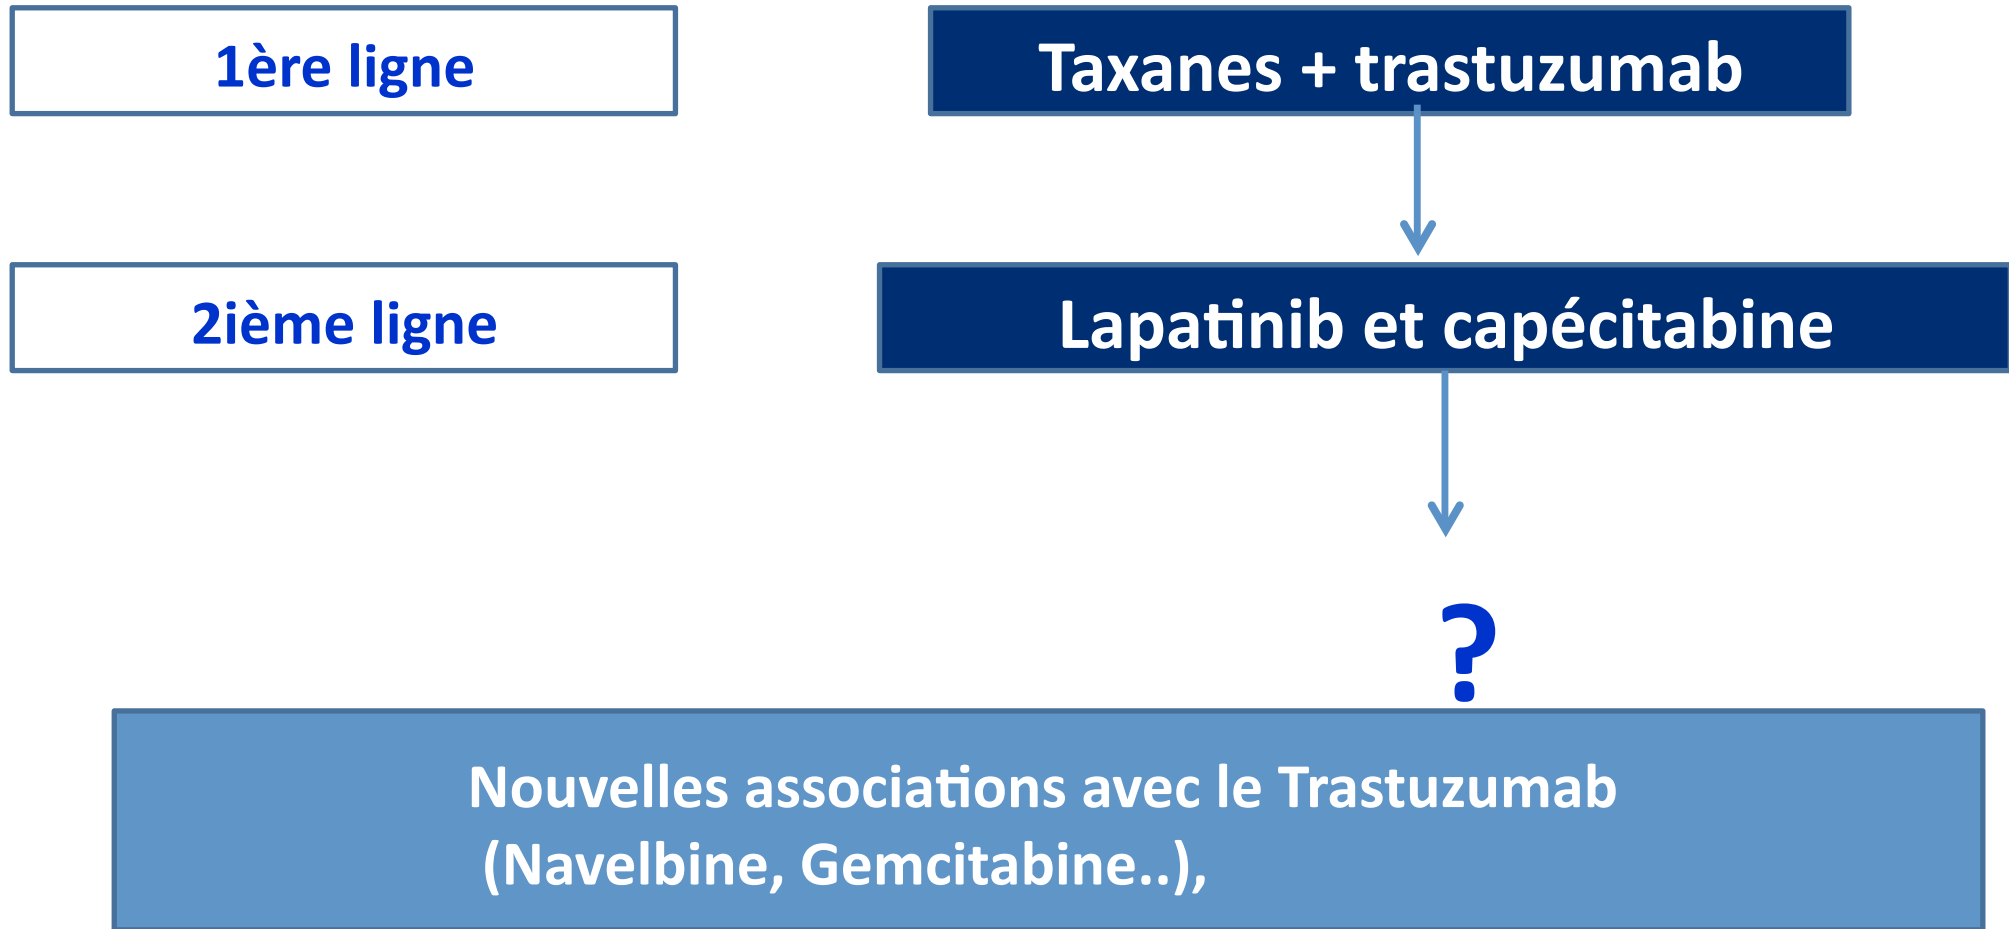 1ère ligne
Taxanes + trastuzumab
2ième ligne
Lapatinib et capécitabine
?
Nouvelles associations avec le Trastuzumab
(Navelbine, Gemcitabine..),